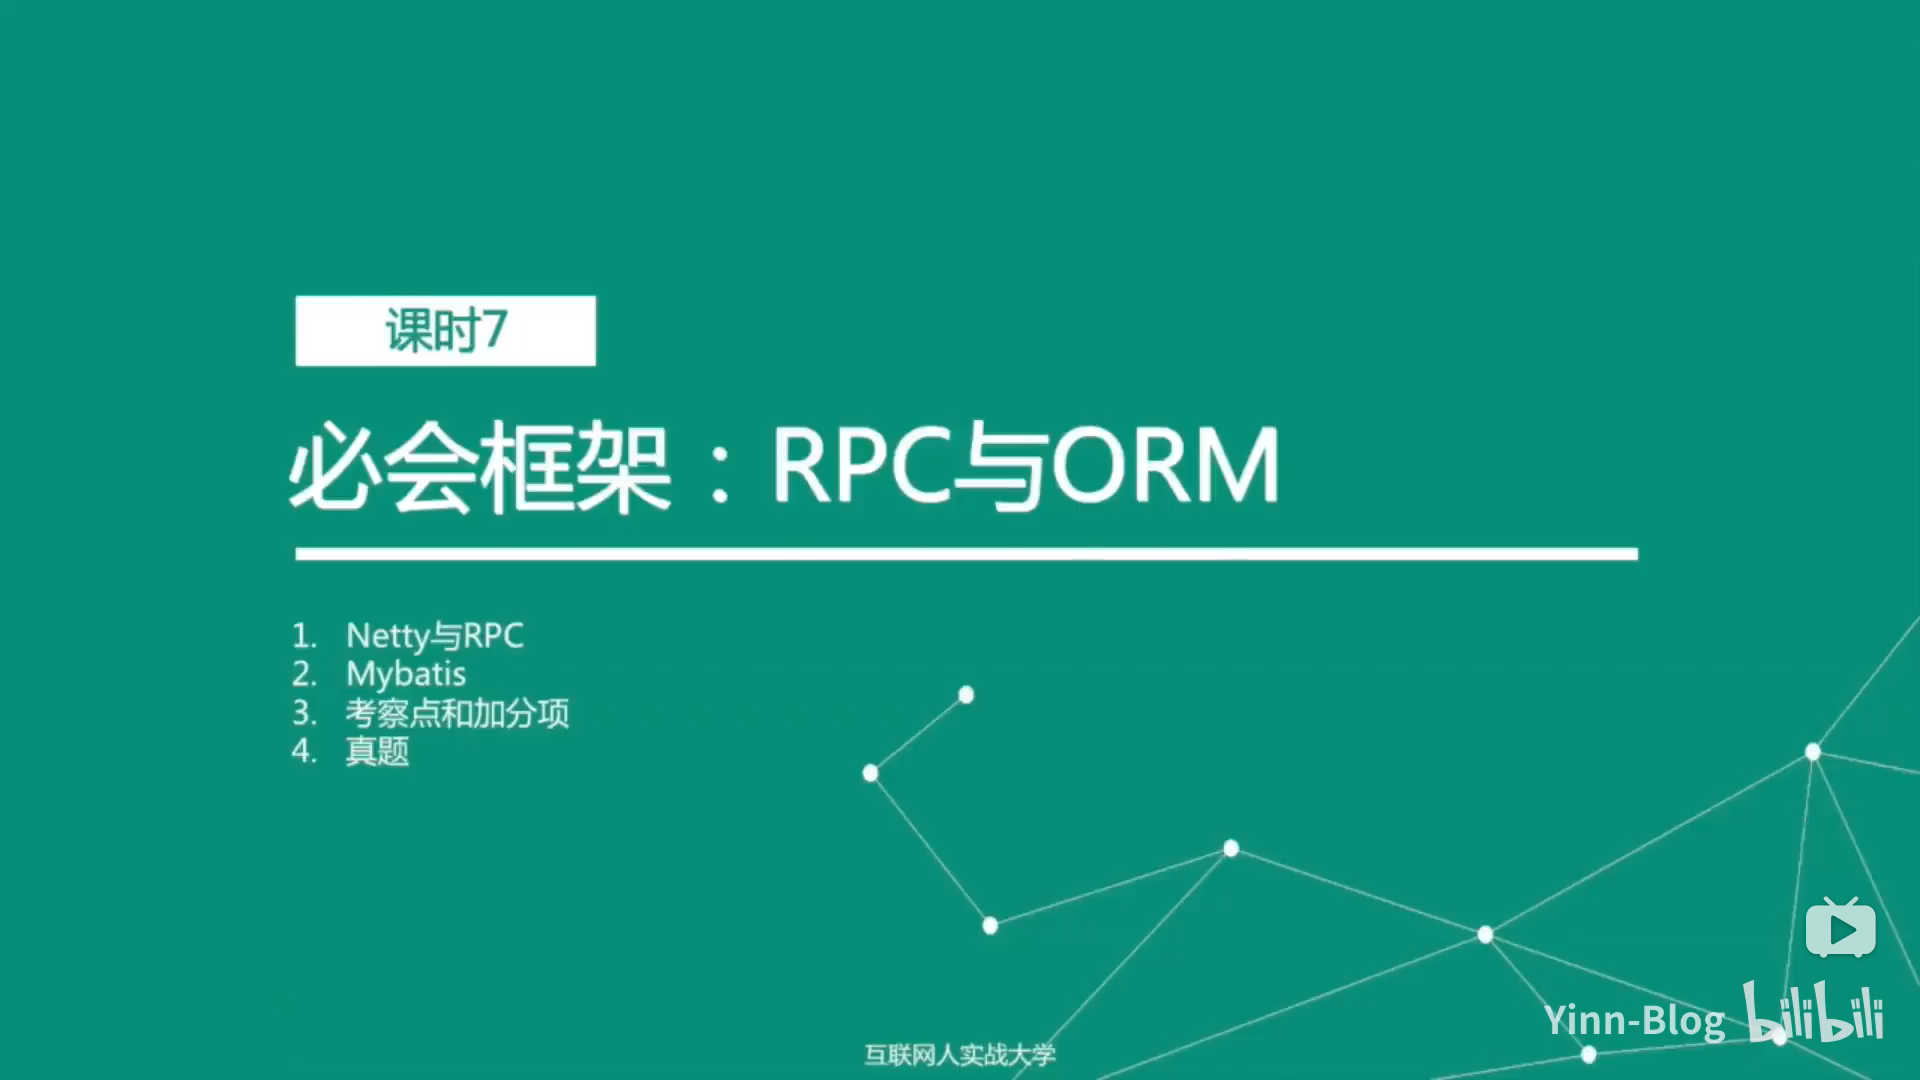 课时7
必会框架：RPC与ORM
1. Netty与RPC
2. Mybatis
3. 考察点和加分项
4. 真题
Yinn-Blog bilibili
互联网人实战大学